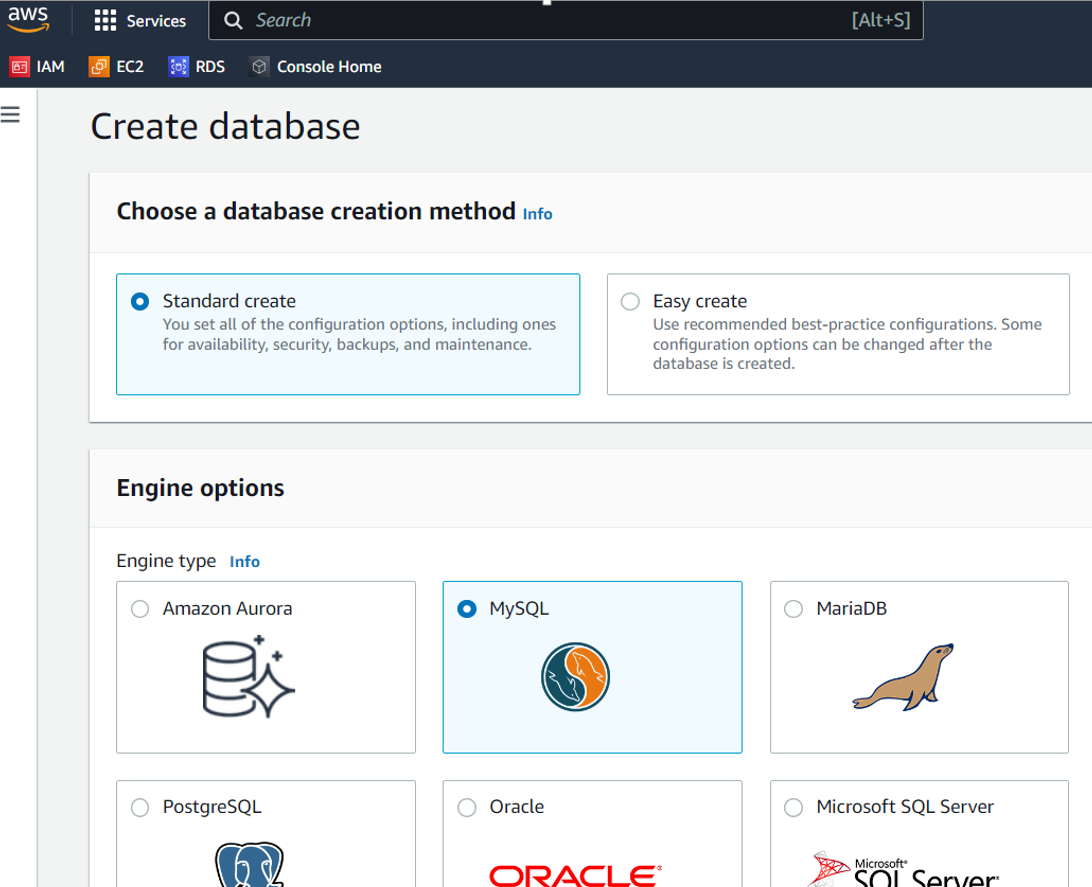 aws
Services
Search
[Alt+S]
IAM
EC2
RDS
Console Home
Create database
Choose a database creation method Info
Standard create
You set all of the configuration options, including ones
for availability, security, backups, and maintenance.
Easy create
Use recommended best-practice configurations. Some
configuration options can be changed after the
database is created.
Engine options
Engine type Info
Amazon Aurora
MySQL
MariaDB
PostgreSQL
Oracle
Microsoft SQL Server
ORACLE®
Microsoft®
SQL Server®